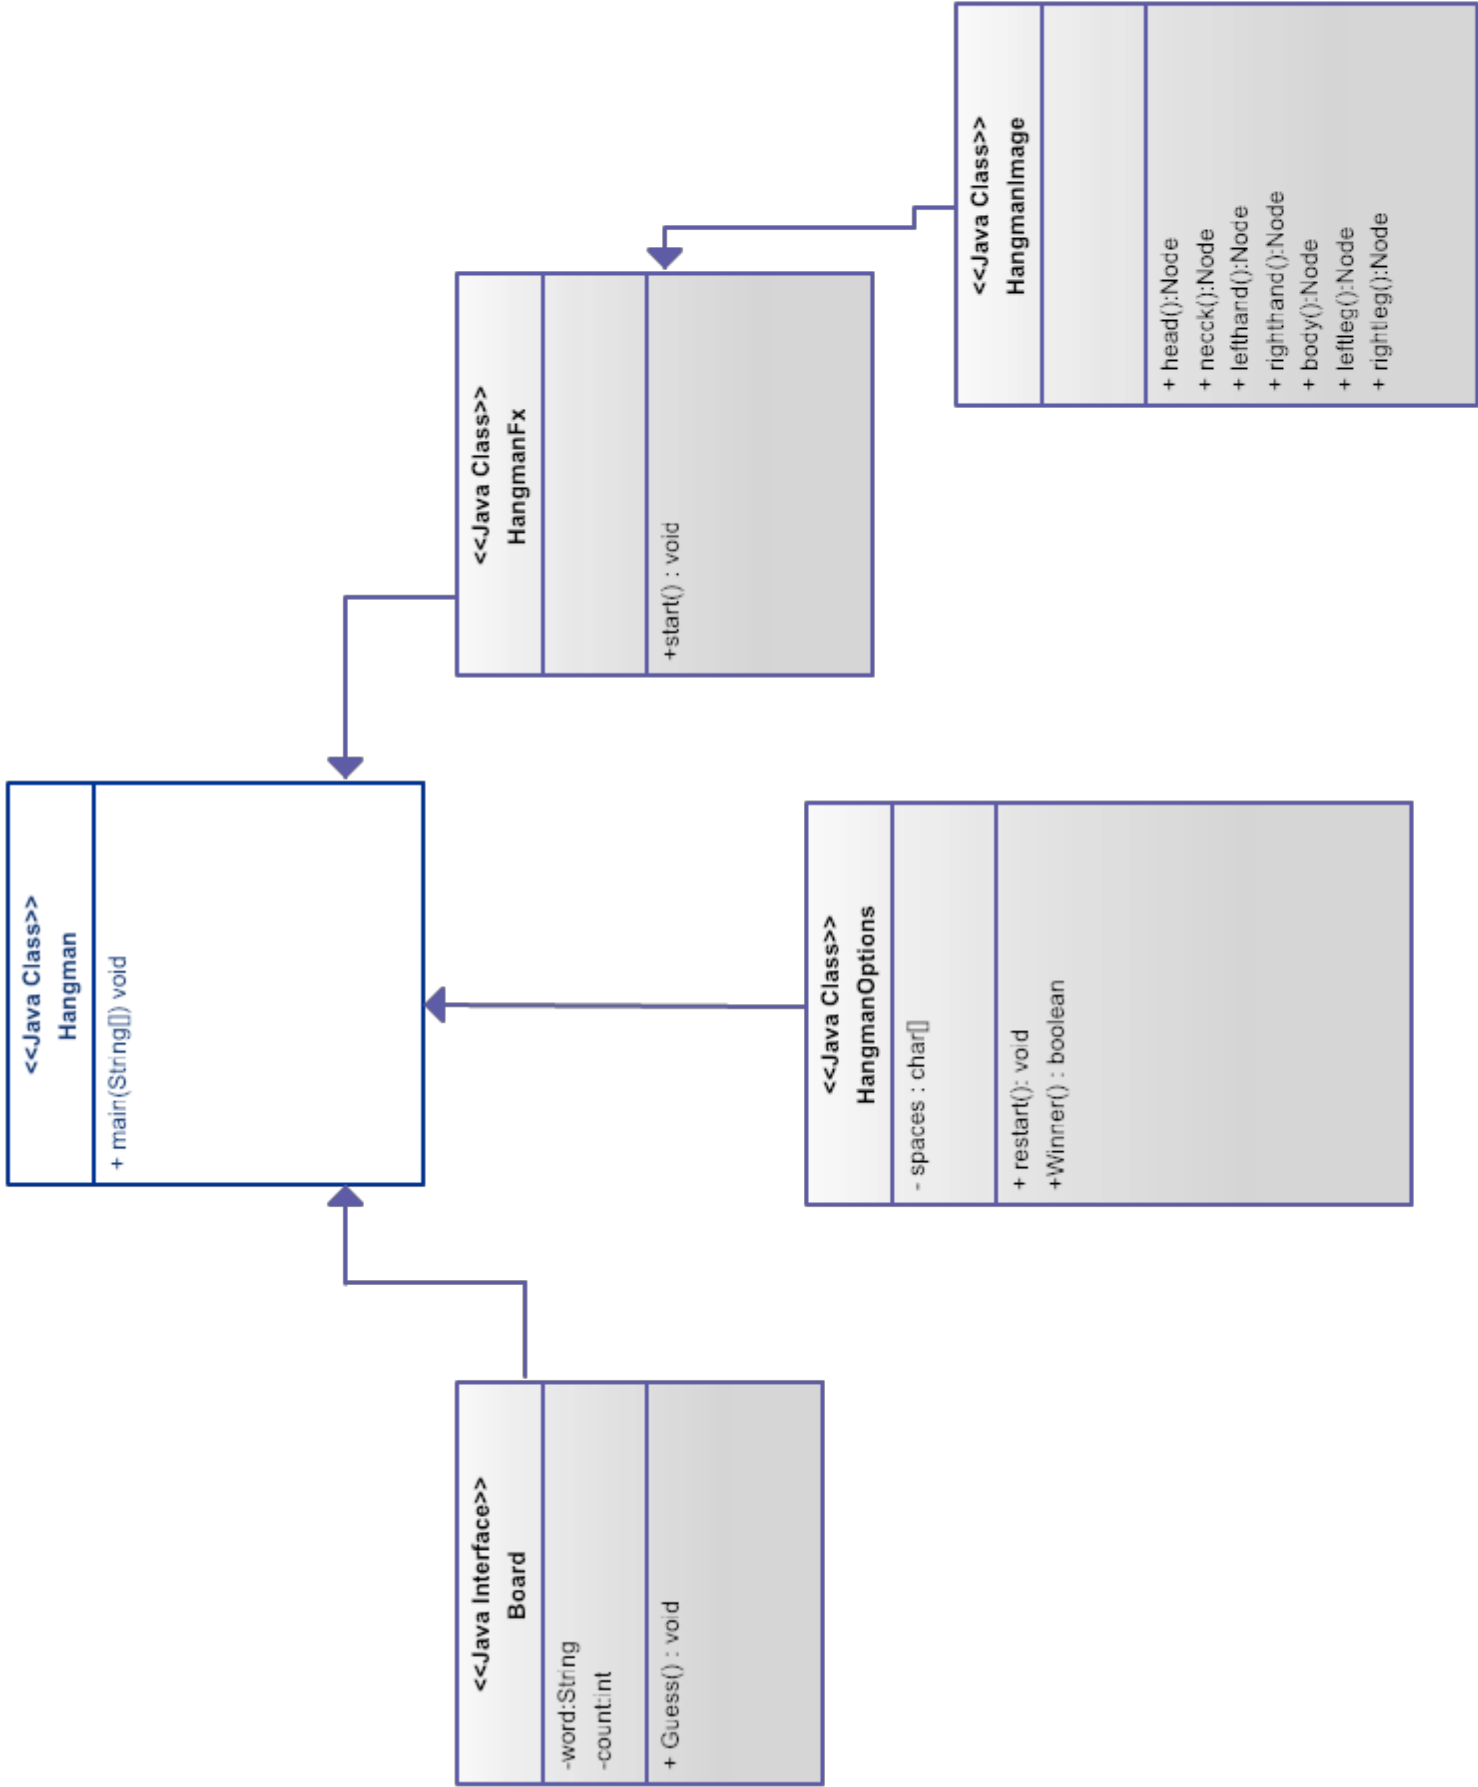 <<Java Class>>
Hangman
+ main(String[]) void
<<Java Interface>>
Board
-word:String
-count:int
+ Guess() : void
<<Java Class>>
HangmanOptions
- spaces : char[]
+ restart(): void
+Winner() : boolean
<<Java Class>>
HangmanFx
+start() : void
<<Java Class>>
HangmanImage
+ head():Node
+ necck():Node
+ lefthand():Node
+ righthand():Node
+ body():Node
+ leftleg():Node
+ rightleg():Node